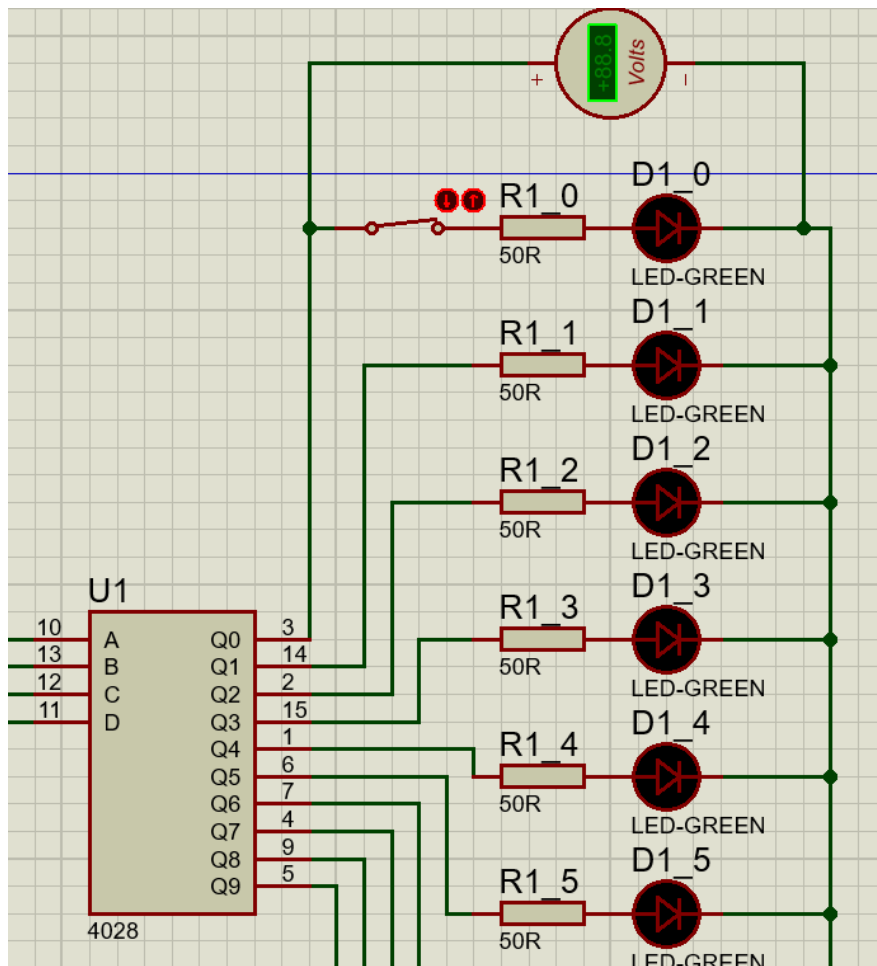 +88.8
Volts
+
−
D1_0
R1_0
50R
LED-GREEN
D1_1
R1_1
50R
LED-GREEN
D1_2
R1_2
50R
LED-GREEN
D1_3
R1_3
50R
LED-GREEN
D1_4
R1_4
50R
LED-GREEN
D1_5
R1_5
50R
LED-GREEN
U1
10 A Q0 3
13 B Q1 14
12 C Q2 2
11 D Q3 15
Q4 1
Q5 6
Q6 7
Q7 4
Q8 9
Q9 5
4028